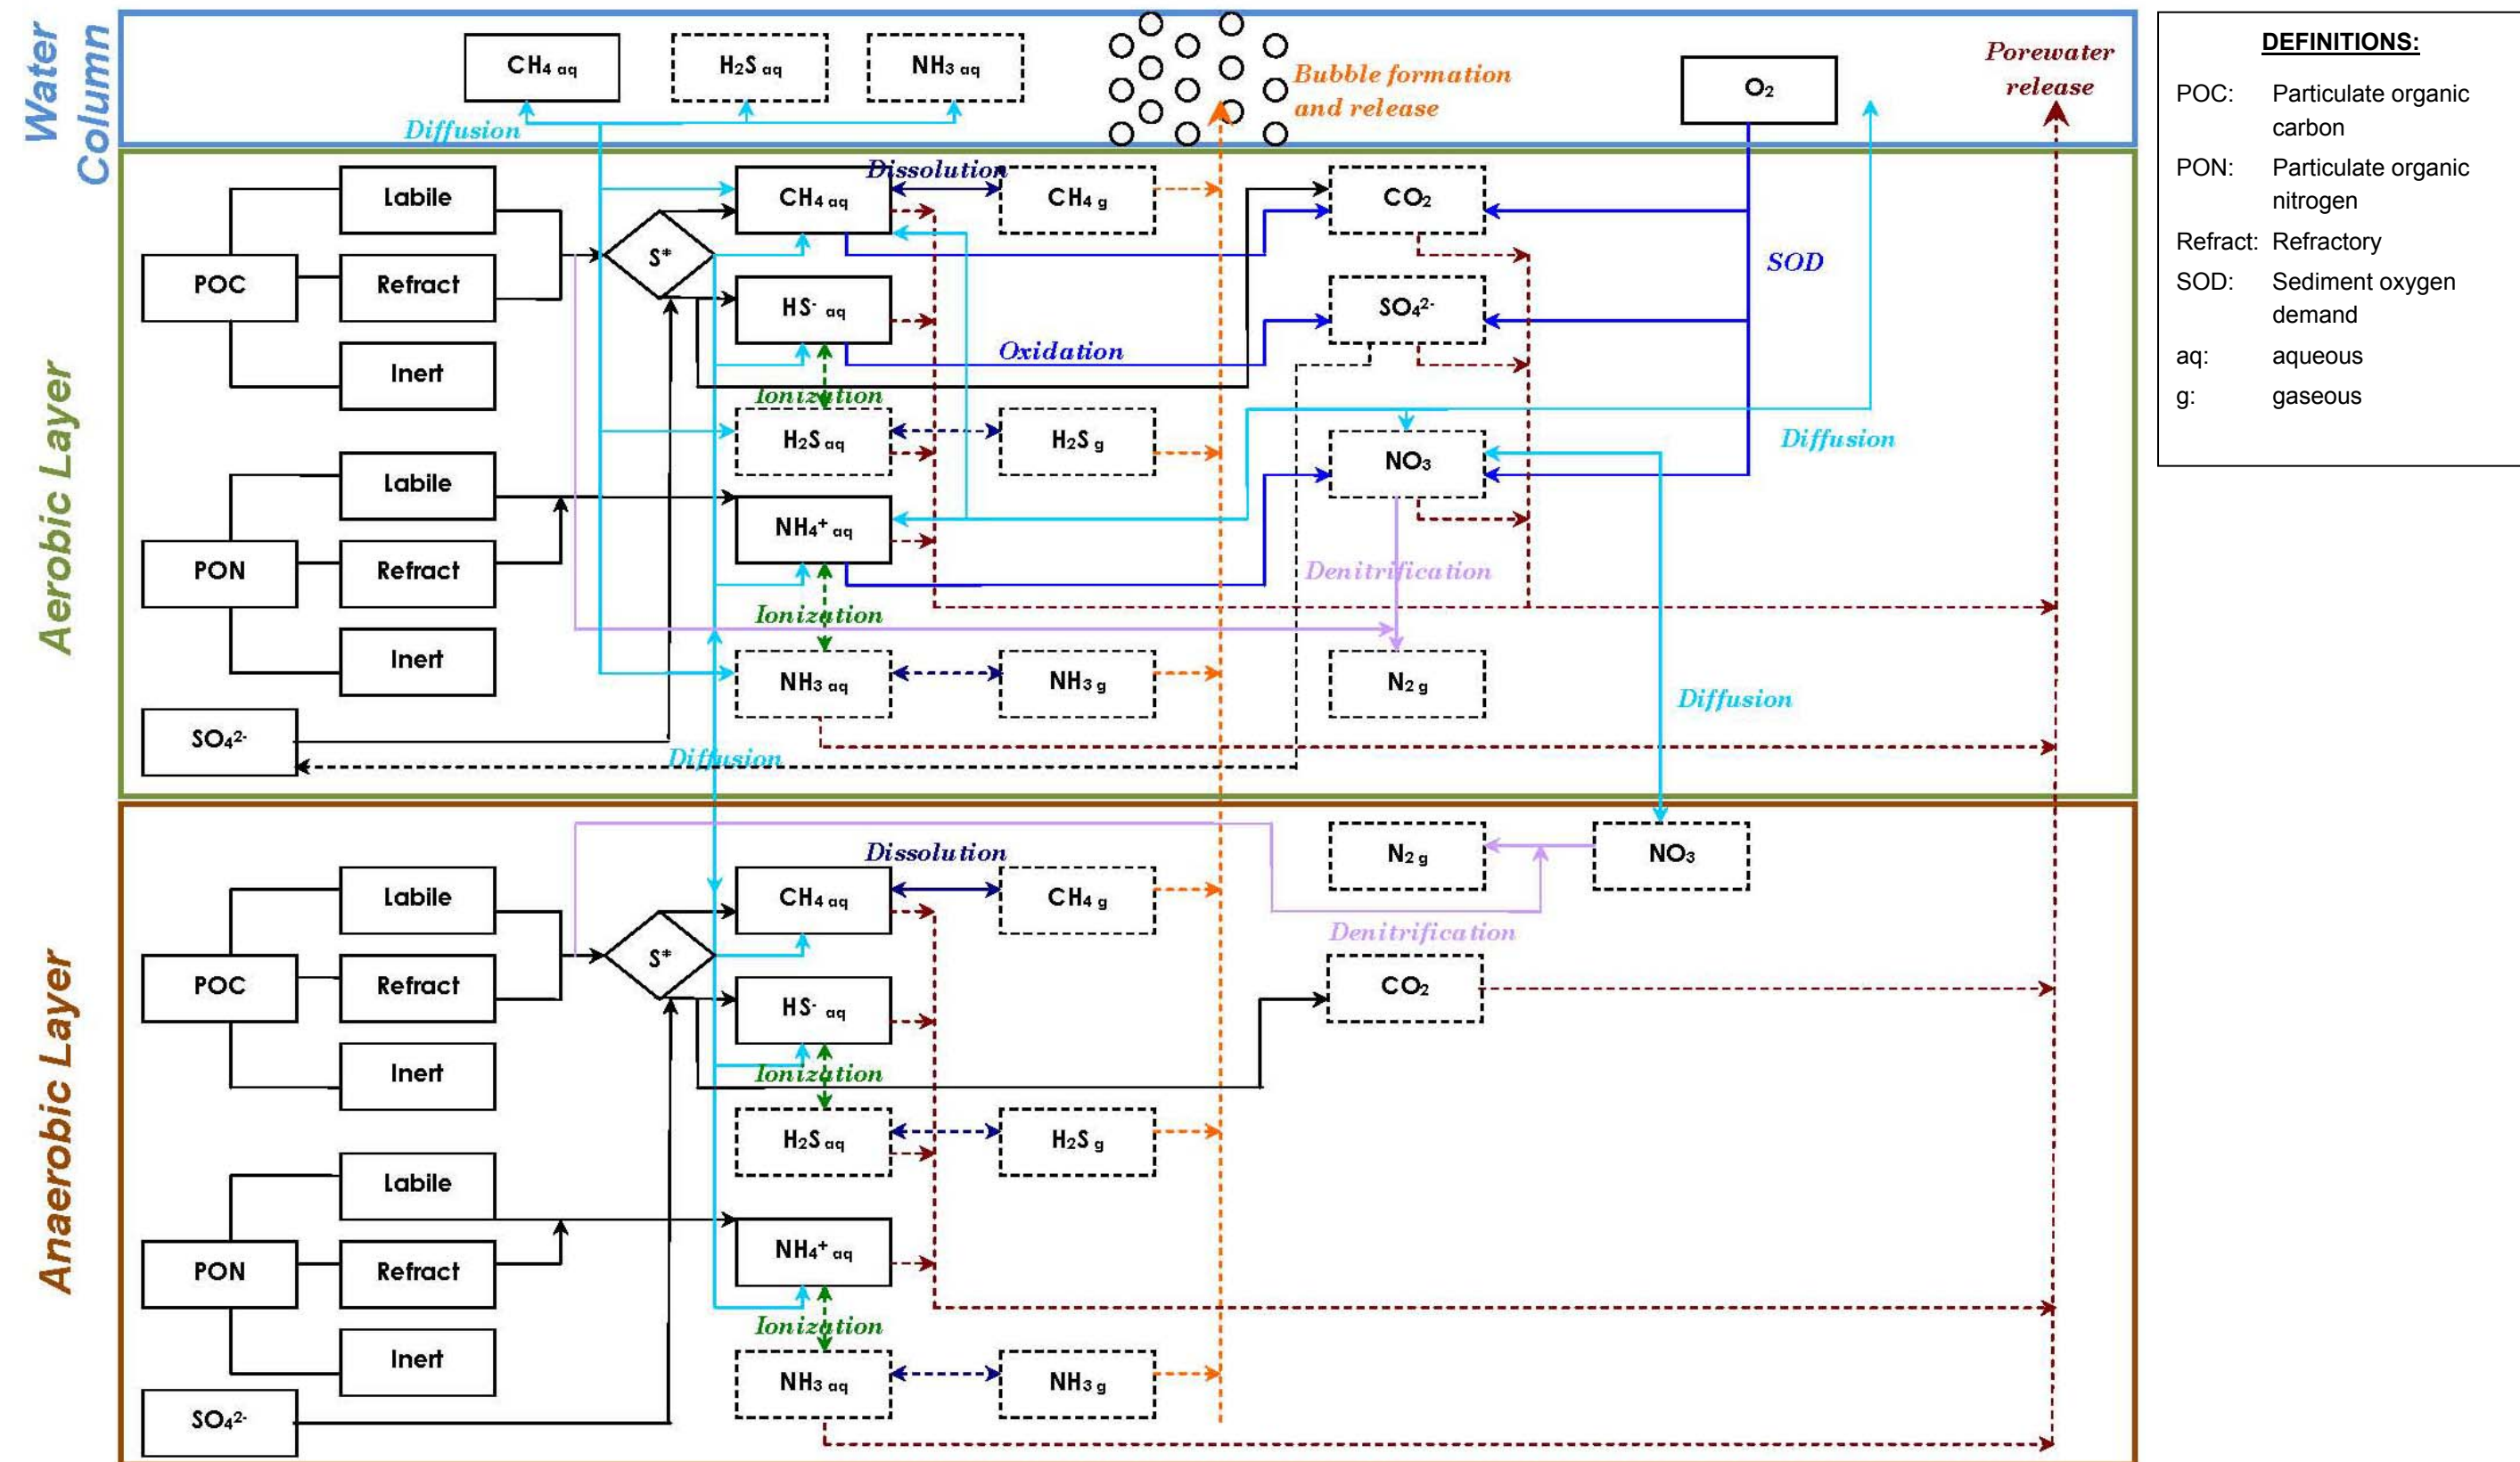 Water
Column
CH₄ aq
H₂S aq
NH₃ aq
Bubble formation
and release
O₂
Porewater
release
Diffusion
Aerobic Layer
Labile
POC
Refract
Inert
S*
Dissolution
CH₄ aq
CH₄ g
CO₂
SOD
HS⁻ aq
SO₄²⁻
Oxidation
Ionization
H₂S aq
H₂S g
NO₃
Diffusion
Labile
PON
Refract
Inert
NH₄⁺ aq
Denitrification
Ionization
NH₃ aq
NH₃ g
N₂ g
Diffusion
SO₄²⁻
Diffusion
Anaerobic Layer
N₂ g
NO₃
Dissolution
Labile
POC
Refract
Inert
S*
CH₄ aq
CH₄ g
Denitrification
CO₂
HS⁻ aq
Ionization
H₂S aq
H₂S g
Labile
PON
Refract
Inert
NH₄⁺ aq
Ionization
NH₃ aq
NH₃ g
SO₄²⁻
DEFINITIONS:
POC: Particulate organic
carbon
PON: Particulate organic
nitrogen
Refract: Refractory
SOD: Sediment oxygen
demand
aq: aqueous
g: gaseous